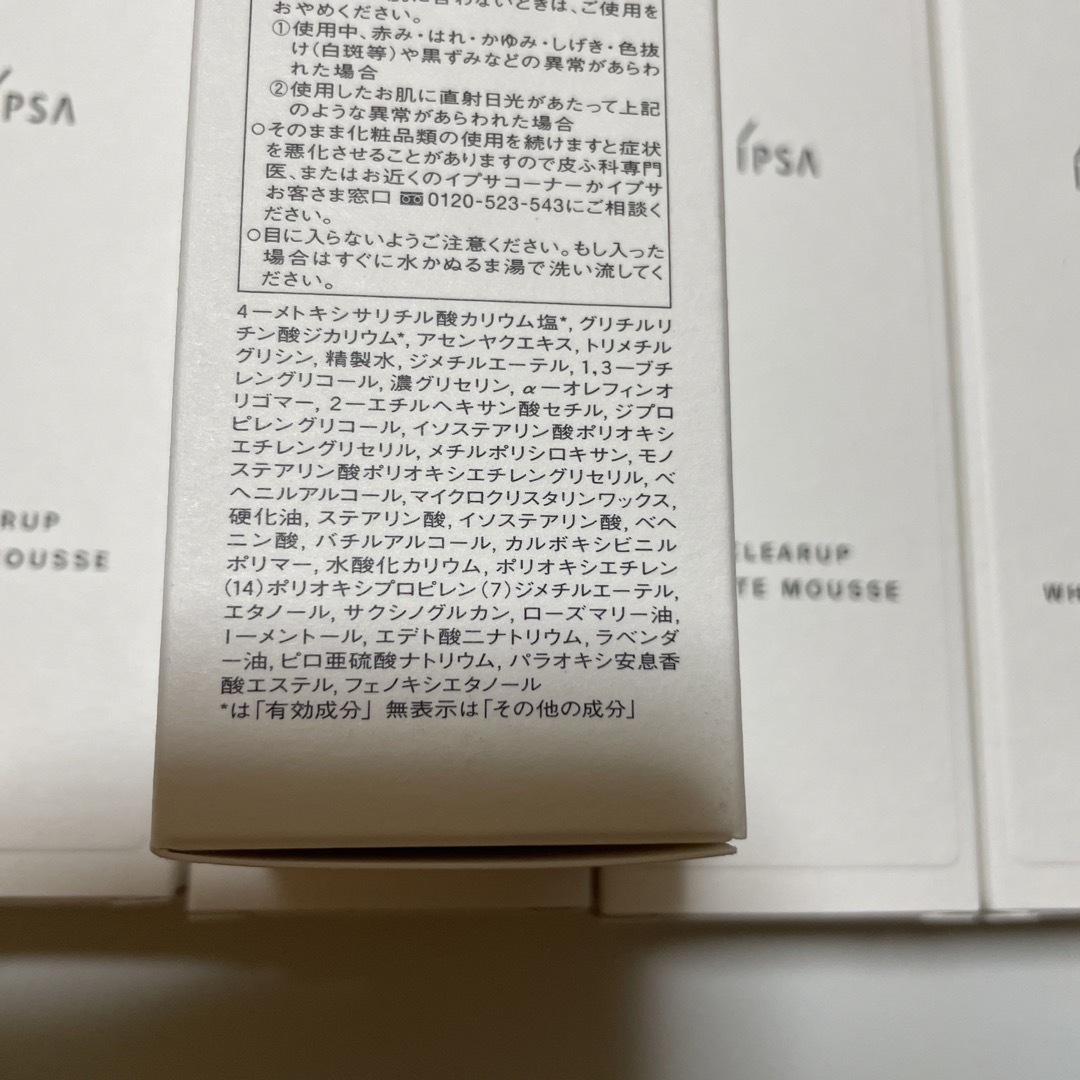 おやめください。
①使用中、赤み・はれ・かゆみ・しげき・色抜
け(白斑等)や黒ずみなどの異常があらわ
れた場合
②使用したお肌に直射日光があたって上記
のような異常があらわれた場合
○そのまま化粧品類の使用を続けますと症状
を悪化させることがありますので皮ふ科専門
医、またはお近くのイプサコーナーかイプサ
お客さま窓口 0120-523-543にご相談く
ださい。
○目に入らないようご注意ください。もし入った
場合はすぐに水かぬるま湯で洗い流してく
ださい。
4ーメトキシサリチル酸カリウム塩*, グリチルリ
チン酸ジカリウム*, アセンヤクエキス, トリメチル
グリシン, 精製水, ジメチルエーテル, 1,3ーブチ
レングリコール, 濃グリセリン, αーオレフィンオ
リゴマー, 2ーエチルヘキサン酸セチル, ジプロ
ピレングリコール, イソステアリン酸ポリオキシ
エチレングリセリル, メチルポリシロキサン, モノ
ステアリン酸ポリオキシエチレングリセリル, ベ
ヘニルアルコール, マイクロクリスタリンワックス,
硬化油, ステアリン酸, イソステアリン酸, ベヘ
ニン酸, バチルアルコール, カルボキシビニル
ポリマー, 水酸化カリウム, ポリオキシエチレン
(14)ポリオキシプロピレン(7)ジメチルエーテル,
エタノール, サクシノグルカン, ローズマリー油,
lーメントール, エデト酸二ナトリウム, ラベンダ
ー油, ピロ亜硫酸ナトリウム, パラオキシ安息香
酸エステル, フェノキシエタノール
*は「有効成分」 無表示は「その他の成分」
IPSA
RUP
OUSSE
IPSA
CLEARUP
TE MOUSSE
WH